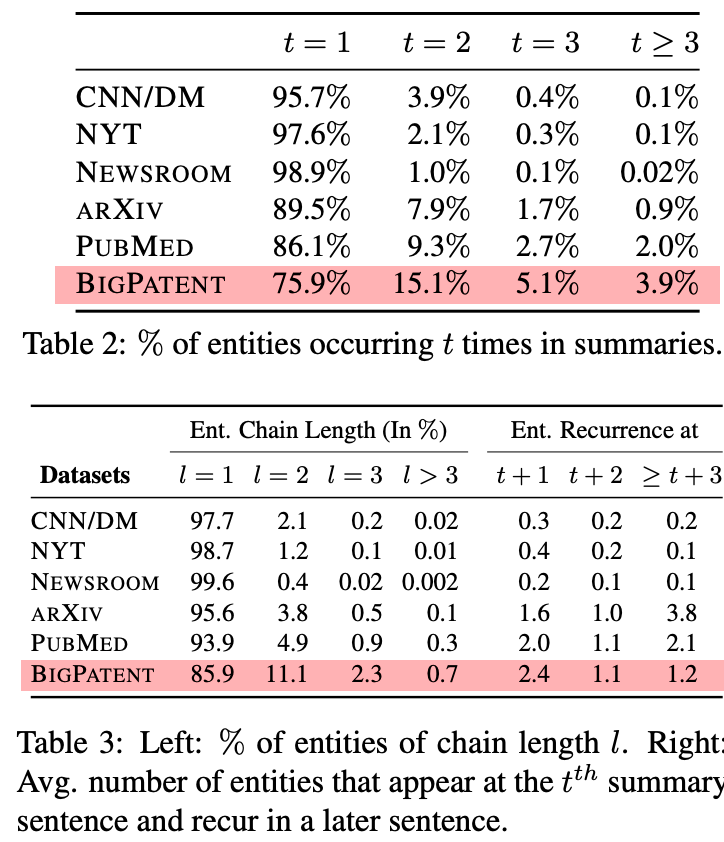 t = 1 t = 2 t = 3 t ≥ 3
CNN/DM 95.7% 3.9% 0.4% 0.1%
NYT 97.6% 2.1% 0.3% 0.1%
NEWSROOM 98.9% 1.0% 0.1% 0.02%
ARXIV 89.5% 7.9% 1.7% 0.9%
PUBMED 86.1% 9.3% 2.7% 2.0%
BIGPATENT 75.9% 15.1% 5.1% 3.9%
Table 2: % of entities occurring t times in summaries.
Ent. Chain Length (In %) Ent. Recurrence at
Datasets l = 1 l = 2 l = 3 l > 3 t + 1 t + 2 ≥ t + 3
CNN/DM 97.7 2.1 0.2 0.02 0.3 0.2 0.2
NYT 98.7 1.2 0.1 0.01 0.4 0.2 0.1
NEWSROOM 99.6 0.4 0.02 0.002 0.2 0.1 0.1
ARXIV 95.6 3.8 0.5 0.1 1.6 1.0 3.8
PUBMED 93.9 4.9 0.9 0.3 2.0 1.1 2.1
BIGPATENT 85.9 11.1 2.3 0.7 2.4 1.1 1.2
Table 3: Left: % of entities of chain length l. Right:
Avg. number of entities that appear at the t^th summary
sentence and recur in a later sentence.